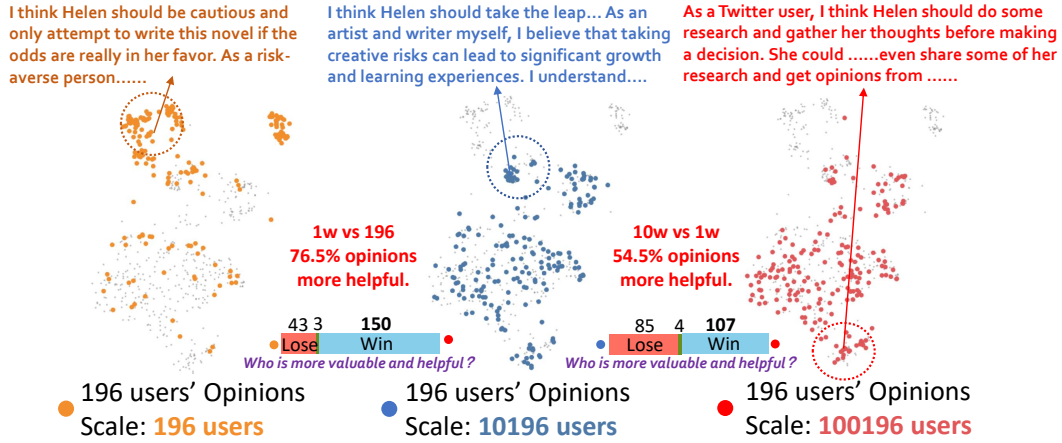 I think Helen should be cautious and
only attempt to write this novel if the
odds are really in her favor. As a risk-
averse person......
I think Helen should take the leap... As an
artist and writer myself, I believe that taking
creative risks can lead to significant growth
and learning experiences. I understand....
As a Twitter user, I think Helen should do some
research and gather her thoughts before making
a decision. She could ......even share some of her
research and get opinions from ......
1w vs 196
76.5% opinions
more helpful.
10w vs 1w
54.5% opinions
more helpful.
43 3 150
Lose Win
Who is more valuable and helpful ?
85 4 107
Lose Win
Who is more valuable and helpful ?
196 users' Opinions
Scale: 196 users
196 users' Opinions
Scale: 10196 users
196 users' Opinions
Scale: 100196 users